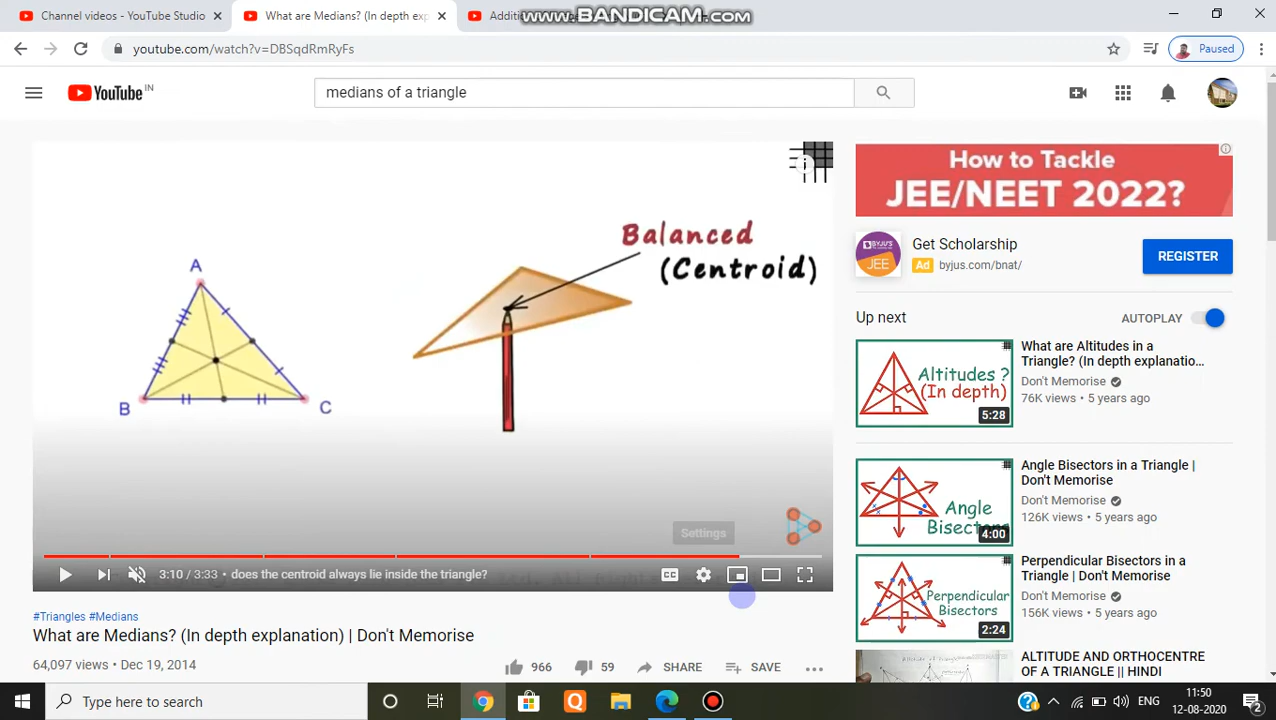 Channel videos - YouTube Studio
What are Medians? (In depth exp
Addit
www.BANDICAM.com
youtube.com/watch?v=DBSqdRmRyFs
Paused
YouTube IN
medians of a triangle
A
B
C
Balanced
(Centroid)
Settings
3:10 / 3:33 • does the centroid always lie inside the triangle?
CC
#Triangles #Medians
What are Medians? (In depth explanation) | Don't Memorise
64,097 views • Dec 19, 2014
966
59
SHARE
SAVE
How to Tackle
JEE/NEET 2022?
BYJU'S
JEE
Get Scholarship
Ad byjus.com/bnat/
REGISTER
Up next
AUTOPLAY
Altitudes ?
(In depth)
5:28
What are Altitudes in a
Triangle? (In depth explanatio...
Don't Memorise
76K views • 5 years ago
Angle
Bisectors
4:00
Angle Bisectors in a Triangle |
Don't Memorise
126K views • 5 years ago
Perpendicular
Bisectors
2:24
Perpendicular Bisectors in a
Triangle | Don't Memorise
Don't Memorise
156K views • 5 years ago
ALTITUDE AND ORTHOCENTRE
OF A TRIANGLE || HINDI
Type here to search
ENG
11:50
12-08-2020
2